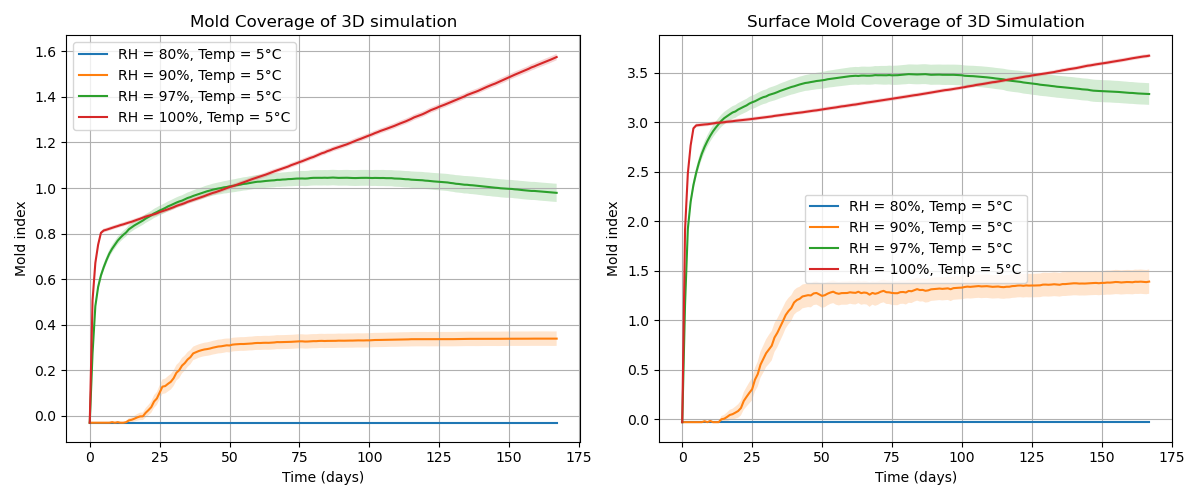 Mold Coverage of 3D simulation
Mold index
1.6
1.4
1.2
1.0
0.8
0.6
0.4
0.2
0.0
RH = 80%, Temp = 5°C
RH = 90%, Temp = 5°C
RH = 97%, Temp = 5°C
RH = 100%, Temp = 5°C
0 25 50 75 100 125 150 175
Time (days)
Surface Mold Coverage of 3D Simulation
Mold index
3.5
3.0
2.5
2.0
1.5
1.0
0.5
0.0
RH = 80%, Temp = 5°C
RH = 90%, Temp = 5°C
RH = 97%, Temp = 5°C
RH = 100%, Temp = 5°C
0 25 50 75 100 125 150 175
Time (days)